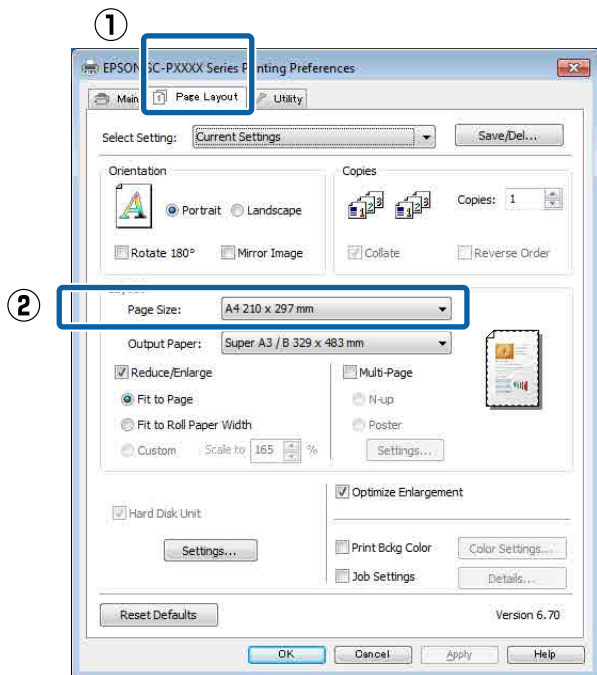 1
EPSON SC-PXXXX Series Printing Preferences
Main Page Layout Utility
Select Setting: Current Settings Save/Del...
Orientation Copies
Portrait Landscape Copies: 1
Rotate 180° Mirror Image Collate Reverse Order
2
Page Size: A4 210 x 297 mm
Output Paper: Super A3 / B 329 x 483 mm
Reduce/Enlarge Multi-Page
Fit to Page N-up
Fit to Roll Paper Width Poster
Custom Scale to 165 % Settings...
Optimize Enlargement
Hard Disk Unit
Settings... Print Bckg Color Color Settings...
Job Settings Details...
Reset Defaults Version 6.70
OK Cancel Apply Help